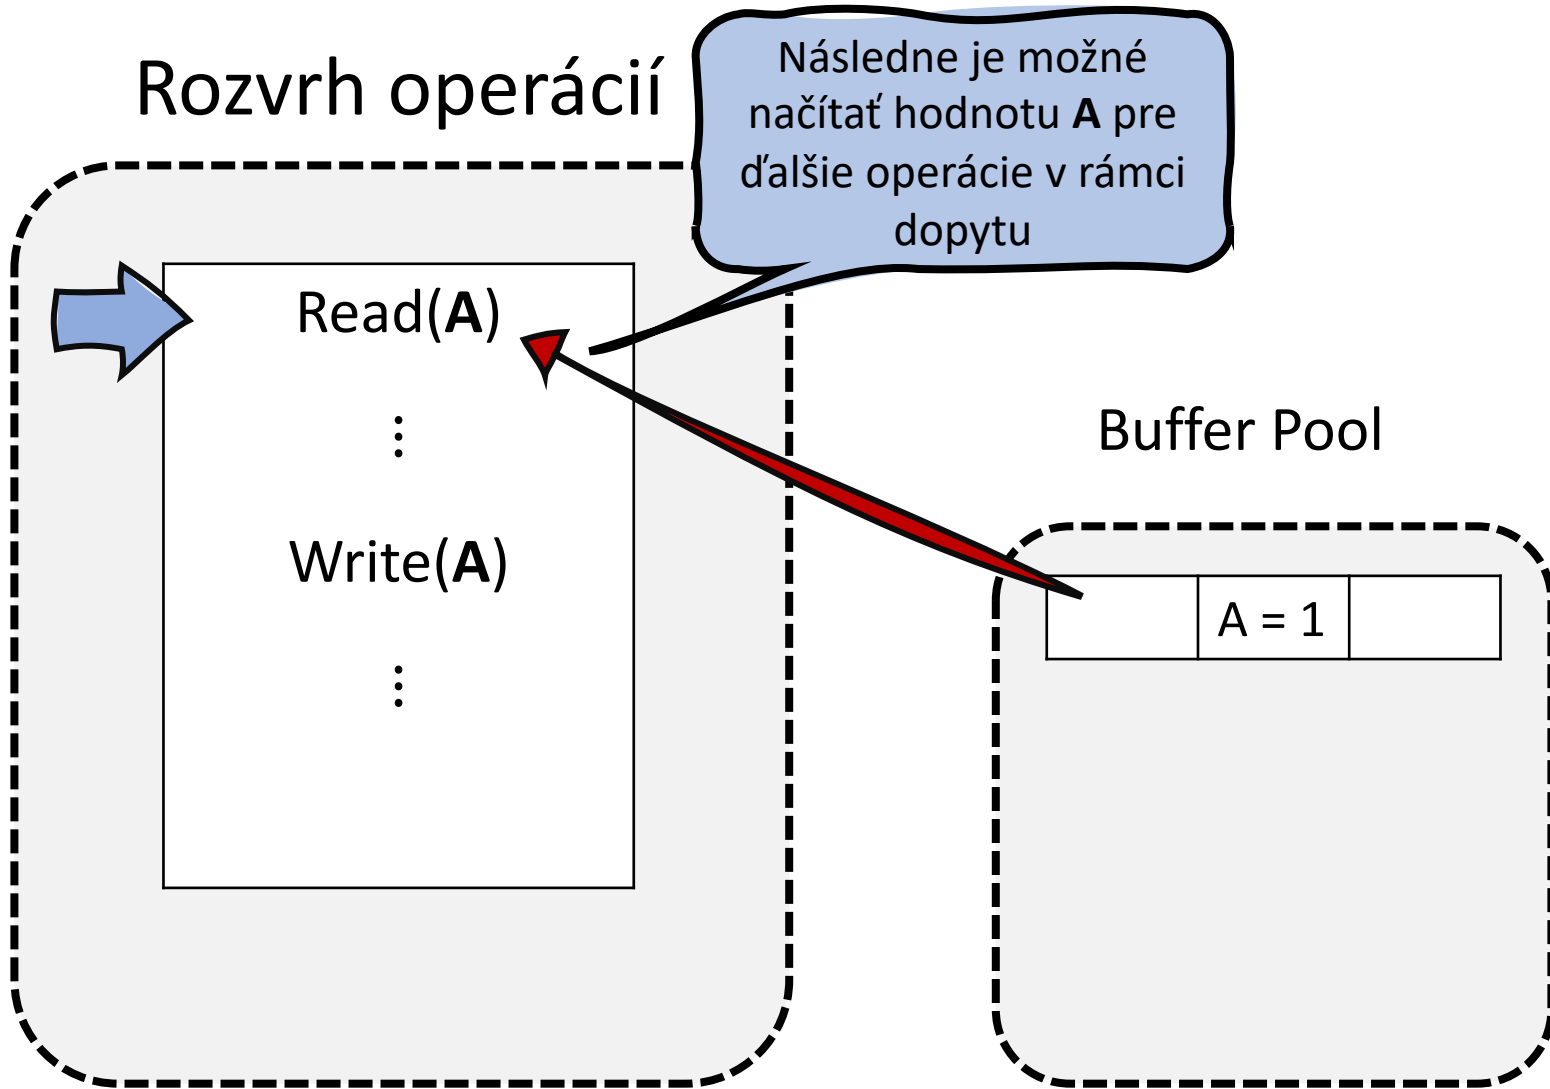 Rozvrh operácií
Následne je možné
načítať hodnotu A pre
ďalšie operácie v rámci
dopytu
Read(A)
⋮
Write(A)
⋮
Buffer Pool
A = 1